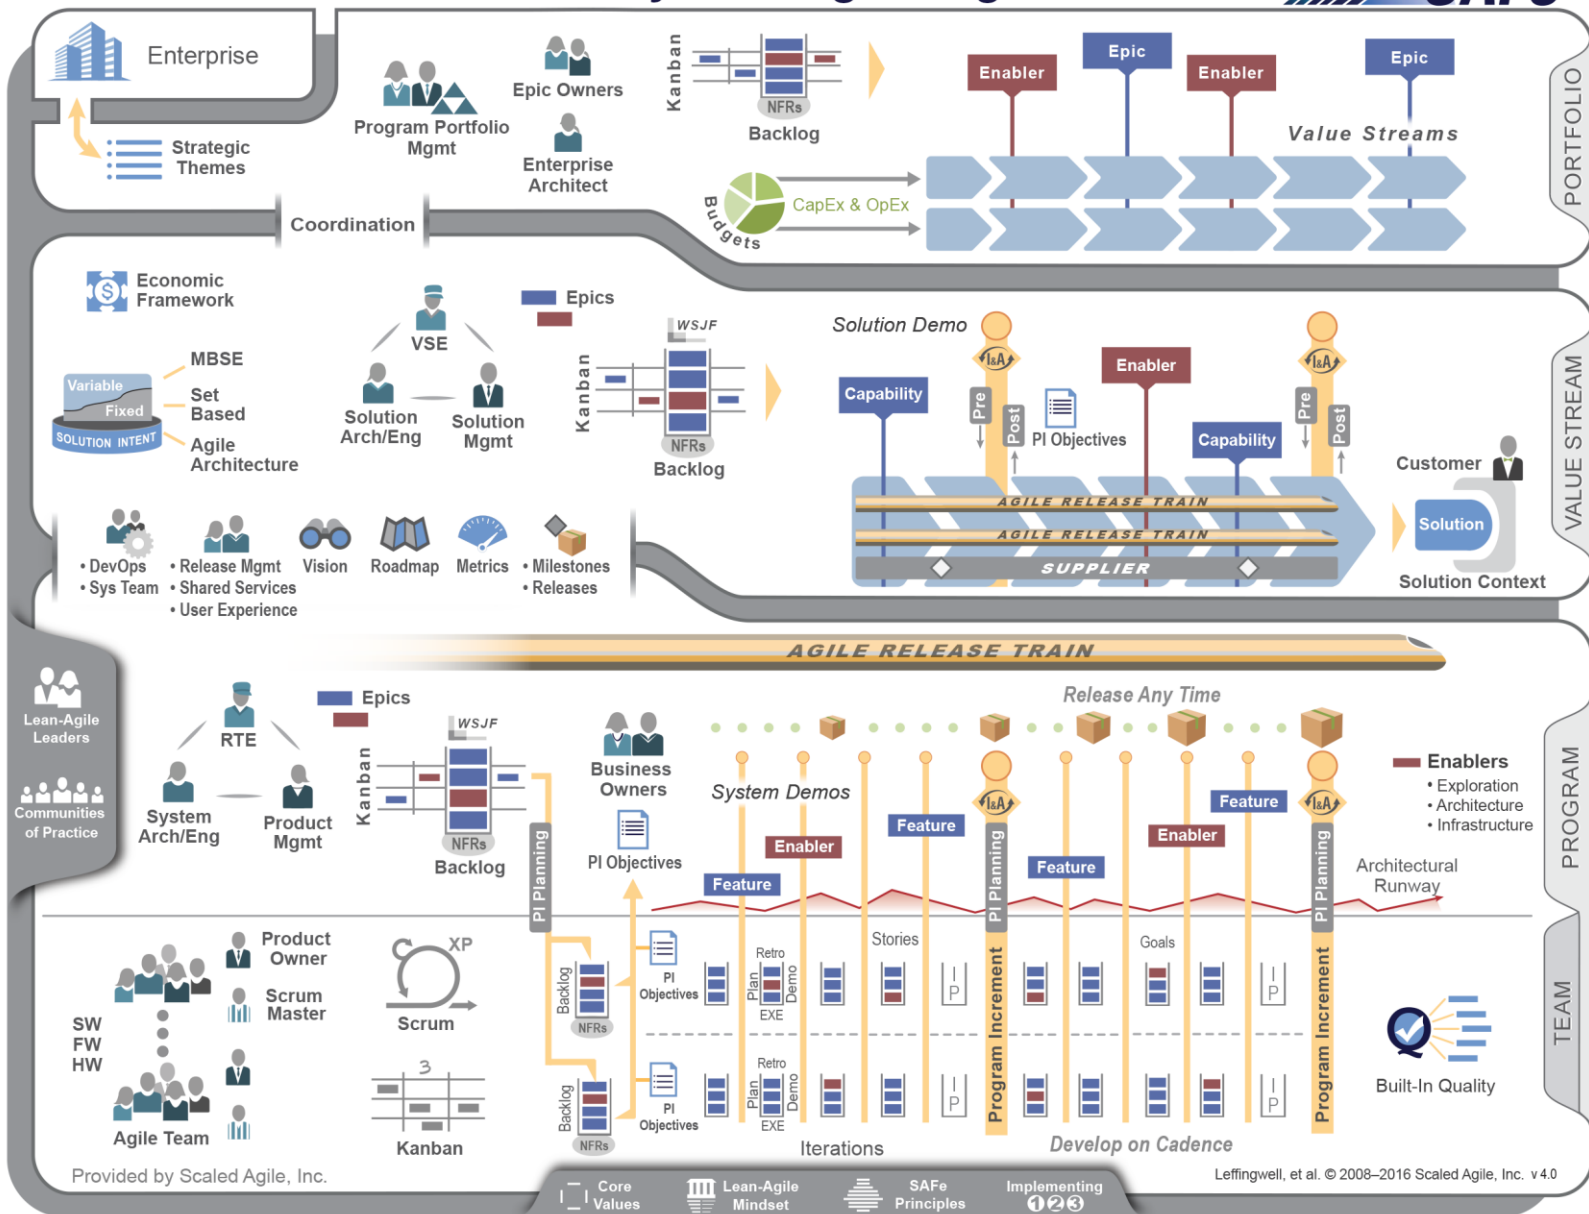 Enterprise
Strategic
Themes
Program Portfolio
Mgmt
Epic Owners
Enterprise
Architect
Kanban
NFRs
Backlog
Budgets
CapEx & OpEx
Enabler
Epic
Enabler
Epic
Value Streams
PORTFOLIO
Coordination
Economic
Framework
MBSE
Variable
Fixed
SOLUTION INTENT
Set
Based
Agile
Architecture
VSE
Solution
Arch/Eng
Solution
Mgmt
Epics
Kanban
WSJF
NFRs
Backlog
Solution Demo
I&A
Capability
Pre
Post
PI Objectives
Enabler
Capability
I&A
Pre
Post
AGILE RELEASE TRAIN
AGILE RELEASE TRAIN
SUPPLIER
Customer
Solution
Solution Context
VALUE STREAM
• DevOps
• Sys Team
• Release Mgmt
• Shared Services
• User Experience
Vision
Roadmap
Metrics
• Milestones
• Releases
AGILE RELEASE TRAIN
Lean-Agile
Leaders
Communities
of Practice
RTE
System
Arch/Eng
Product
Mgmt
Epics
Kanban
WSJF
NFRs
Backlog
PI Planning
Business
Owners
PI Objectives
Release Any Time
System Demos
Feature
Enabler
Feature
I&A
PI Planning
Feature
Enabler
Feature
I&A
PI Planning
Enablers
• Exploration
• Architecture
• Infrastructure
Architectural
Runway
PROGRAM
Product
Owner
Scrum
Master
SW
FW
HW
Agile Team
XP
Scrum
3
Kanban
Backlog
NFRs
Backlog
NFRs
PI
Objectives
PI
Objectives
Retro
Plan
Demo
EXE
Stories
I
P
Goals
I
P
Retro
Plan
Demo
EXE
I
P
I
P
Program Increment
Program Increment
Iterations
Develop on Cadence
Built-In Quality
TEAM
Provided by Scaled Agile, Inc.
Leffingwell, et al. © 2008–2016 Scaled Agile, Inc. v 4.0
Core
Values
Lean-Agile
Mindset
SAFe
Principles
Implementing
1 2 3